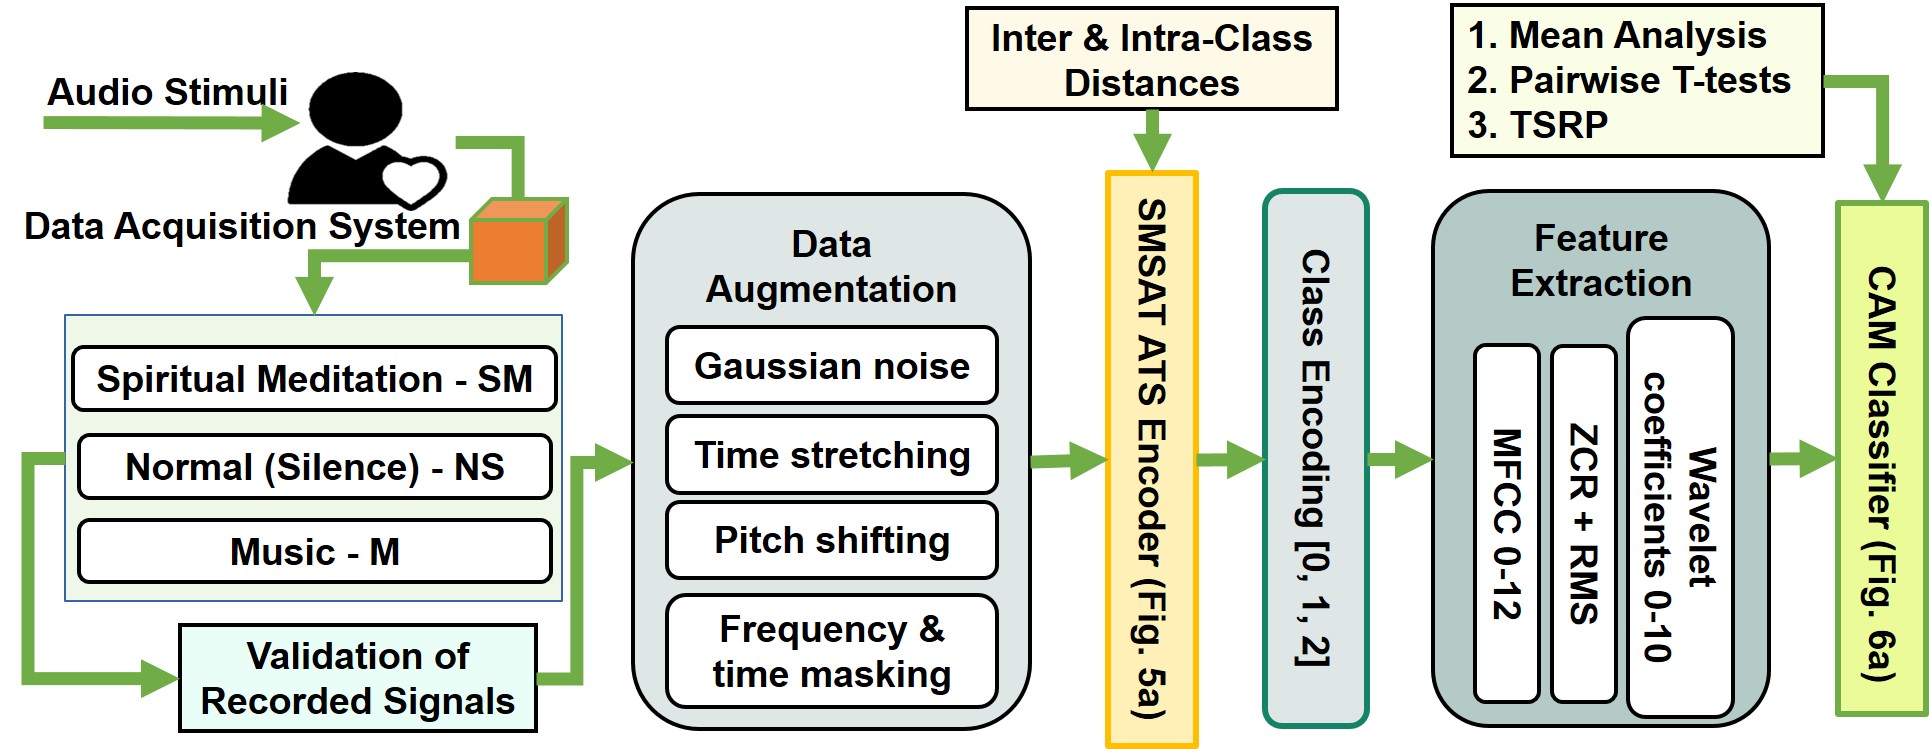 Audio Stimuli
Data Acquisition System
Spiritual Meditation - SM
Normal (Silence) - NS
Music - M
Validation of
Recorded Signals
Data
Augmentation
Gaussian noise
Time stretching
Pitch shifting
Frequency &
time masking
Inter & Intra-Class
Distances
SMSAT ATS Encoder (Fig. 5a)
Class Encoding [0, 1, 2]
Feature
Extraction
MFCC 0-12
ZCR + RMS
Wavelet
coefficients 0-10
1. Mean Analysis
2. Pairwise T-tests
3. TSRP
CAM Classifier (Fig. 6a)